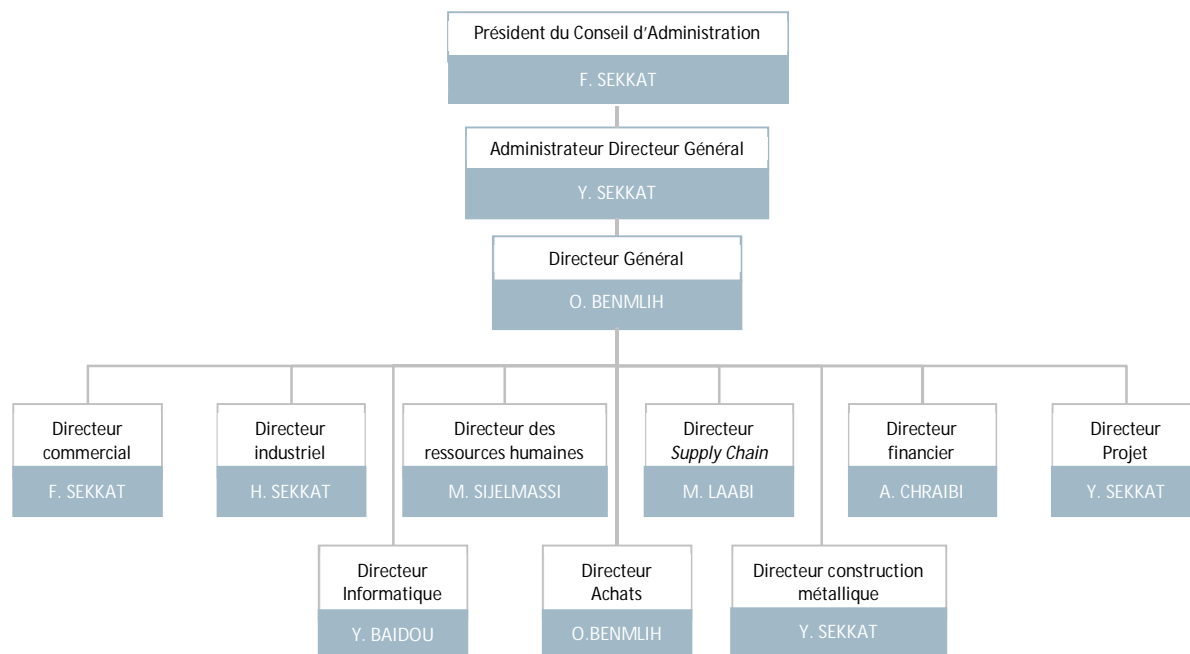 Président du Conseil d'Administration
F. SEKKAT
Administrateur Directeur Général
Y. SEKKAT
Directeur Général
O. BENMLIH
Directeur
commercial
F. SEKKAT
Directeur
industriel
H. SEKKAT
Directeur des
ressources humaines
M. SIJELMASSI
Directeur
Supply Chain
M. LAABI
Directeur
financier
A. CHRAIBI
Directeur
Projet
Y. SEKKAT
Directeur
Informatique
Y. BAIDOU
Directeur
Achats
O.BENMLIH
Directeur construction
métallique
Y. SEKKAT